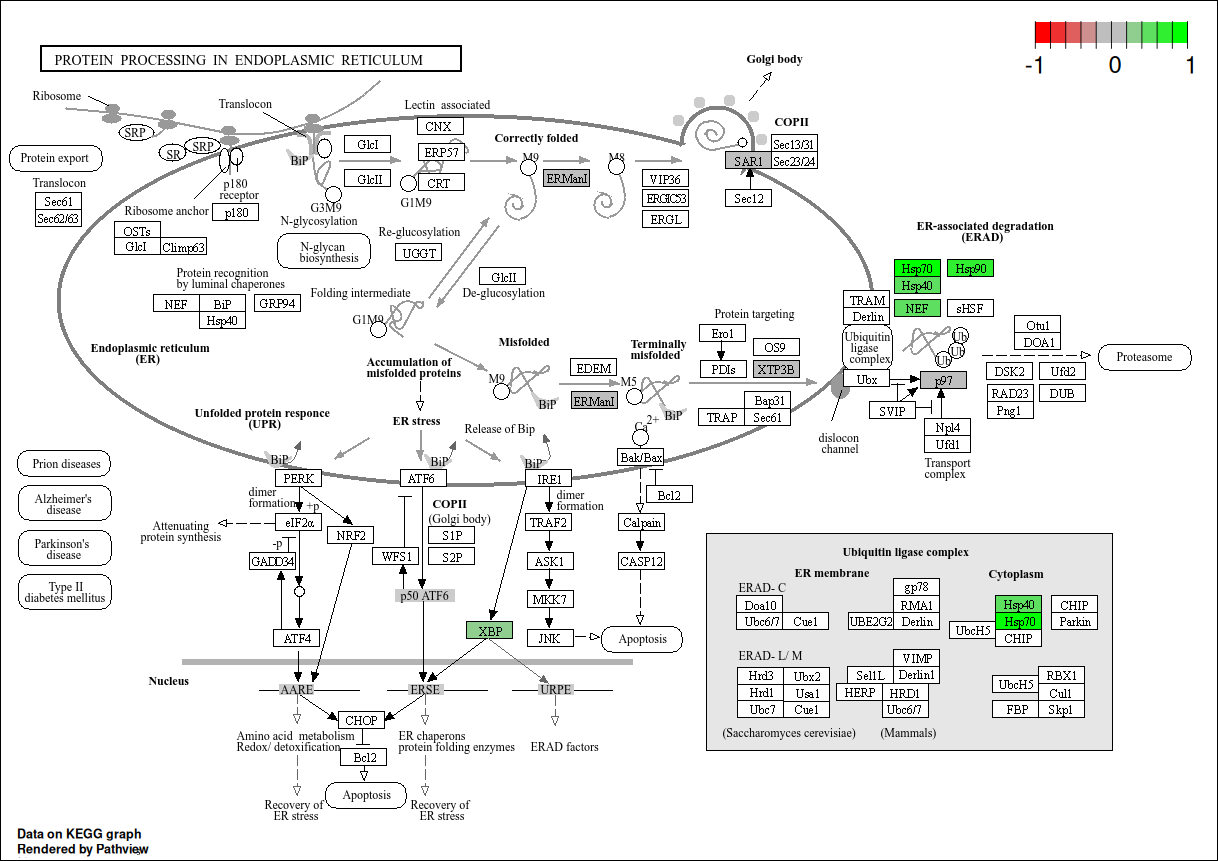 PROTEIN PROCESSING IN ENDOPLASMIC RETICULUM
-1 0 1
Golgi body
Ribosome
SRP
SR
SRP
Translocon
BiP
Lectin associated
CNX
ERP57
CRT
GlcI
GlcII
G1M9
G3M9
N-glycosylation
Correctly folded
M9
ERManI
M8
VIP36
ERGIC53
ERGL
COPII
Sec13/31
SAR1
Sec23/24
Sec12
Protein export
Translocon
Sec61
Sec62/63
p180
receptor
Ribosome anchor
p180
OSTs
GlcI
Climp63
N-glycan
biosynthesis
Re-glucosylation
UGGT
GlcII
De-glucosylation
Protein recognition
by luminal chaperones
NEF
BiP
GRP94
Hsp40
Folding intermediate
G1M9
ER-associated degradation
(ERAD)
Hsp70
Hsp90
Hsp40
NEF
sHSF
TRAM
Derlin
Ubiquitin
ligase
complex
Ub
Ub
Ub
Otu1
DOA1
Proteasome
DSK2
Ufd2
RAD23
DUB
Png1
Ubx
p97
SVIP
Npl4
Ufd1
Transport
complex
dislocon
channel
Endoplasmic reticulum
(ER)
Accumulation of
misfolded proteins
Misfolded
M9
BiP
EDEM
ERManI
Terminally
misfolded
M5
BiP
Protein targeting
Ero1
PDIs
OS9
XTP3B
Bap31
TRAP
Sec61
Ca2+
Bak/Bax
Bcl2
Unfolded protein responce
(UPR)
ER stress
Release of Bip
BiP
PERK
BiP
ATF6
BiP
IRE1
Prion diseases
Alzheimer's
disease
Parkinson's
disease
Type II
diabetes mellitus
dimer
formation
+p
Attenuating
protein synthesis
eIF2α
-p
GADD34
NRF2
ATF4
COPII
(Golgi body)
S1P
S2P
WFS1
p50 ATF6
dimer
formation
TRAF2
ASK1
MKK7
JNK
XBP
Calpain
CASP12
Apoptosis
Nucleus
AARE
ERSE
URPE
CHOP
Bcl2
Amino acid metabolism
Redox/ detoxification
ER chaperons
protein folding enzymes
ERAD factors
Recovery of
ER stress
Apoptosis
Recovery of
ER stress
Ubiquitin ligase complex
ER membrane
Cytoplasm
ERAD- C
Doa10
Ubc6/7
Cue1
gp78
RMA1
UBE2G2
Derlin
Hsp40
Hsp70
UbcH5
CHIP
CHIP
Parkin
ERAD- L/ M
Hrd3
Ubx2
Hrd1
Usa1
Ubc7
Cue1
VIMP
Sel1L
Derlin1
HERP
HRD1
Ubc6/7
RBX1
UbcH5
Cul1
FBP
Skp1
(Saccharomyces cerevisiae)
(Mammals)
Data on KEGG graph
Rendered by Pathview